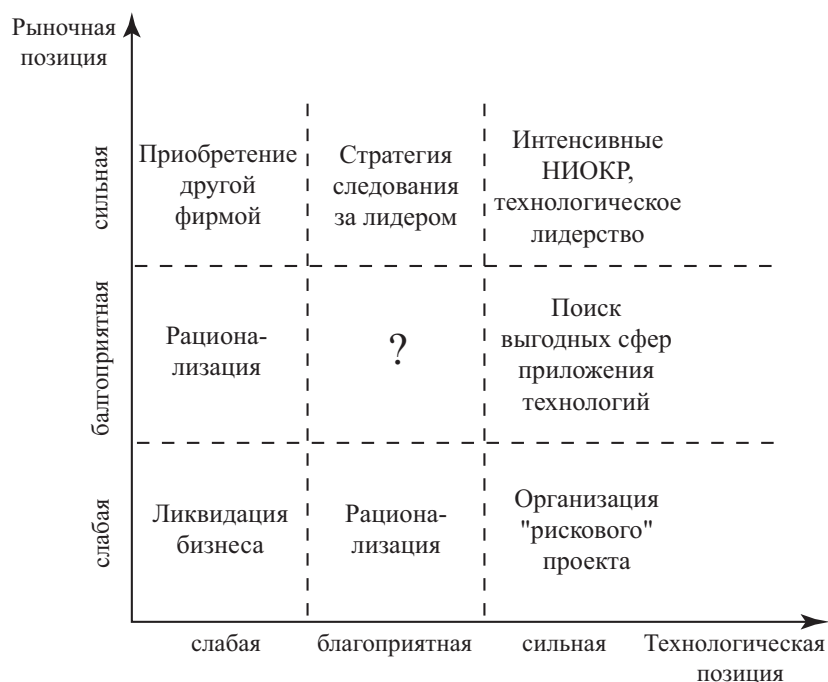 Рыночная
позиция
сильная
Приобретение
другой
фирмой
Стратегия
следования
за лидером
Интенсивные
НИОКР,
технологическое
лидерство
балгоприятная
Рациона-
лизация
?
Поиск
выгодных сфер
приложения
технологий
слабая
Ликвидация
бизнеса
Рациона-
лизация
Организация
"рискового"
проекта
слабая
благоприятная
сильная
Технологическая
позиция